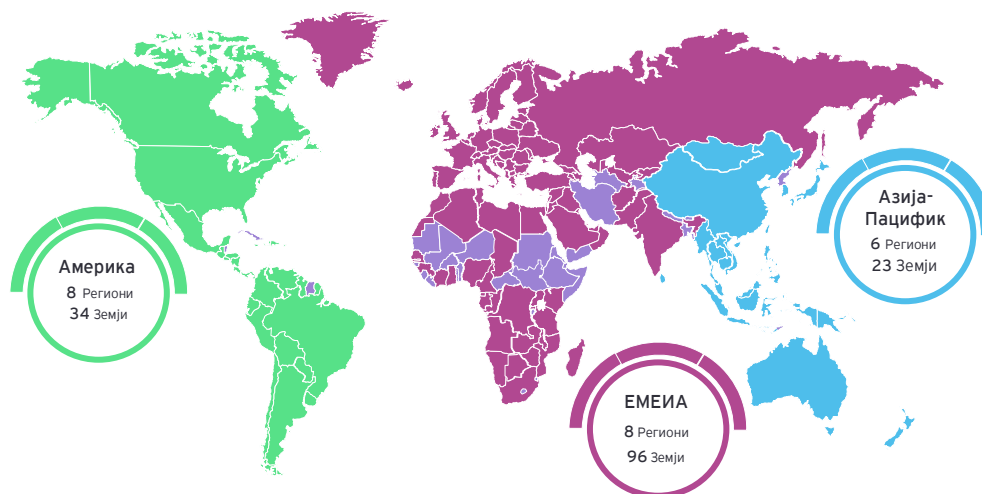 Америка
8 Региони
34 Земји
Азија-
Пацифик
6 Региони
23 Земји
ЕМЕИА
8 Региони
96 Земји